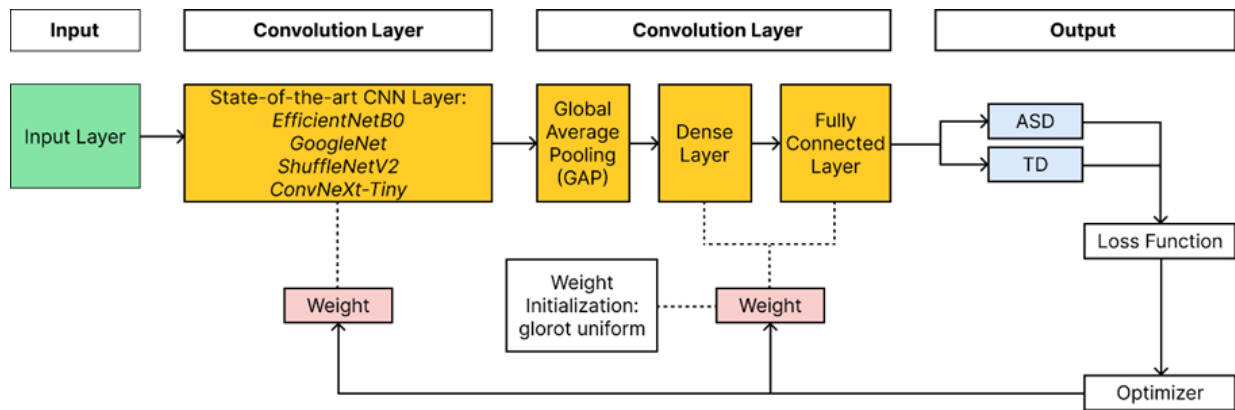 Input
Convolution Layer
Convolution Layer
Output
Input Layer
State-of-the-art CNN Layer:
EfficientNetB0
GoogleNet
ShuffleNetV2
ConvNeXt-Tiny
Global
Average
Pooling
(GAP)
Dense
Layer
Fully
Connected
Layer
ASD
TD
Loss Function
Weight
Weight
Initialization:
glorot uniform
Weight
Optimizer